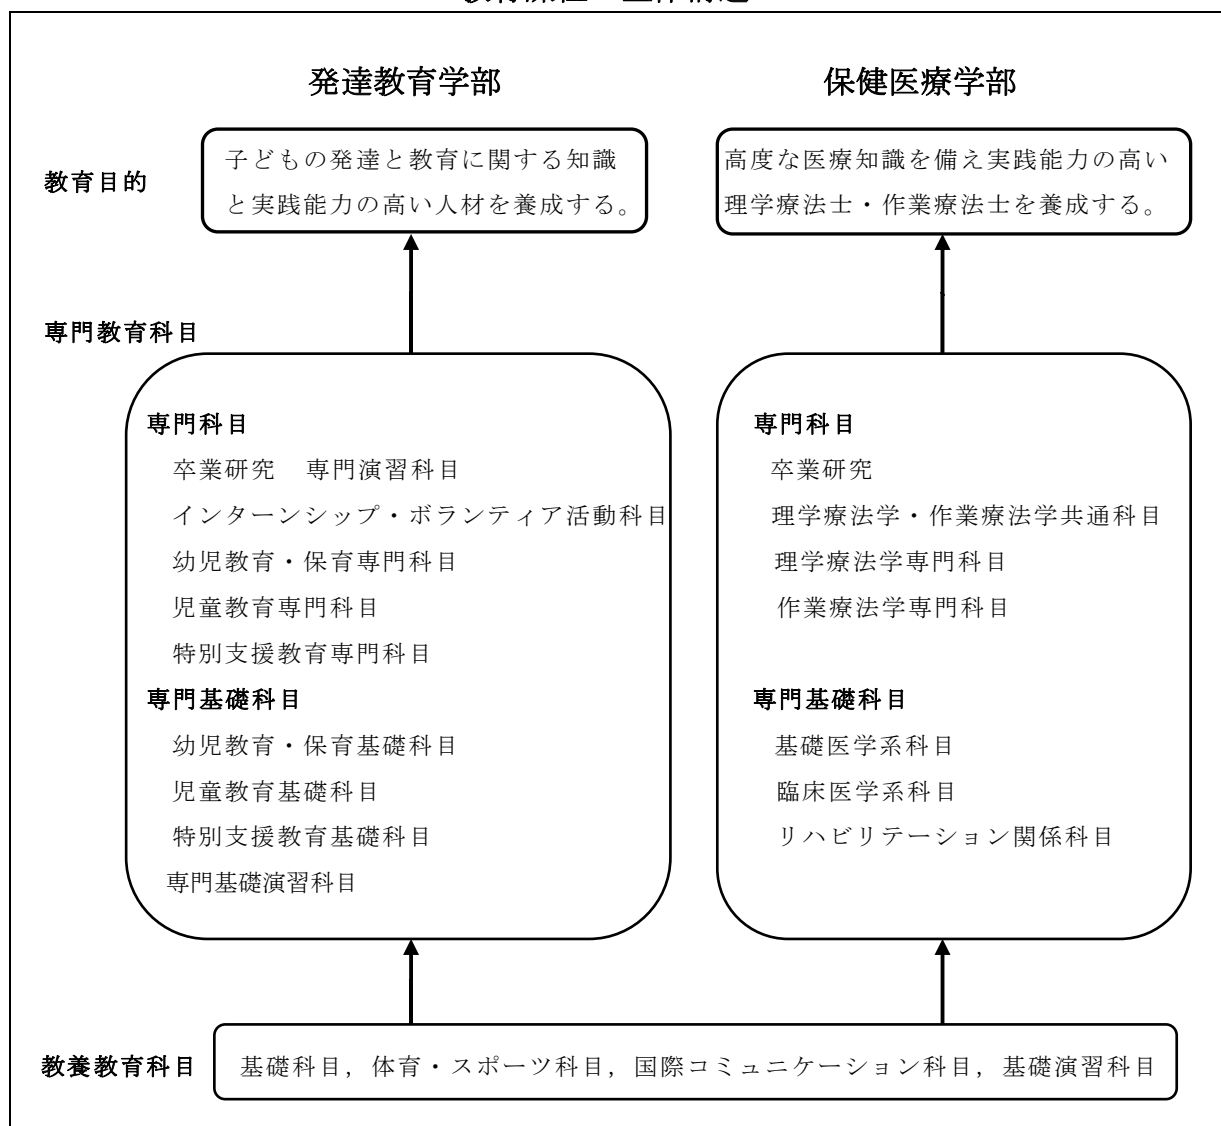 発達教育学部
保健医療学部
教育目的
子どもの発達と教育に関する知識
と実践能力の高い人材を養成する。
高度な医療知識を備え実践能力の高い
理学療法士・作業療法士を養成する。
専門教育科目
専門科目
卒業研究　専門演習科目
インターンシップ・ボランティア活動科目
幼児教育・保育専門科目
児童教育専門科目
特別支援教育専門科目
専門基礎科目
幼児教育・保育基礎科目
児童教育基礎科目
特別支援教育基礎科目
専門基礎演習科目
専門科目
卒業研究
理学療法学・作業療法学共通科目
理学療法学専門科目
作業療法学専門科目
専門基礎科目
基礎医学系科目
臨床医学系科目
リハビリテーション関係科目
教養教育科目
基礎科目，体育・スポーツ科目，国際コミュニケーション科目，基礎演習科目